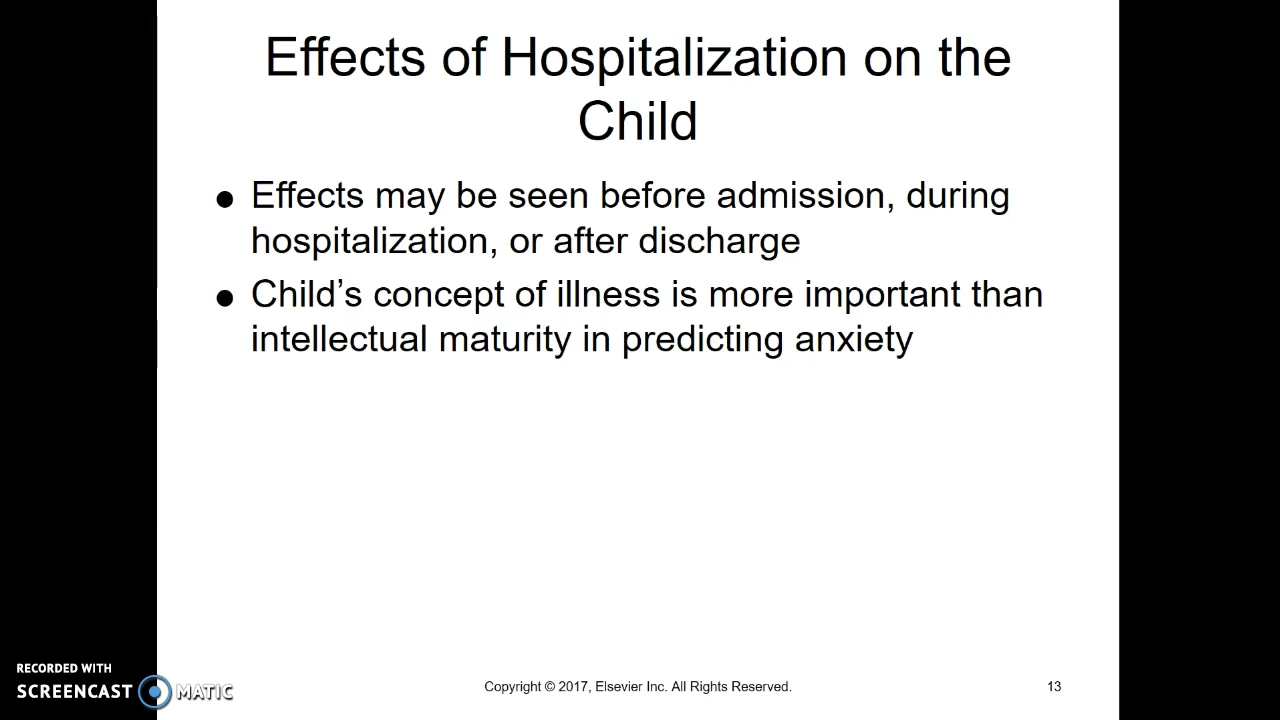 Effects of Hospitalization on the
Child
● Effects may be seen before admission, during
hospitalization, or after discharge
● Child’s concept of illness is more important than
intellectual maturity in predicting anxiety
RECORDED WITH
SCREENCAST MATIC
Copyright © 2017, Elsevier Inc. All Rights Reserved.
13